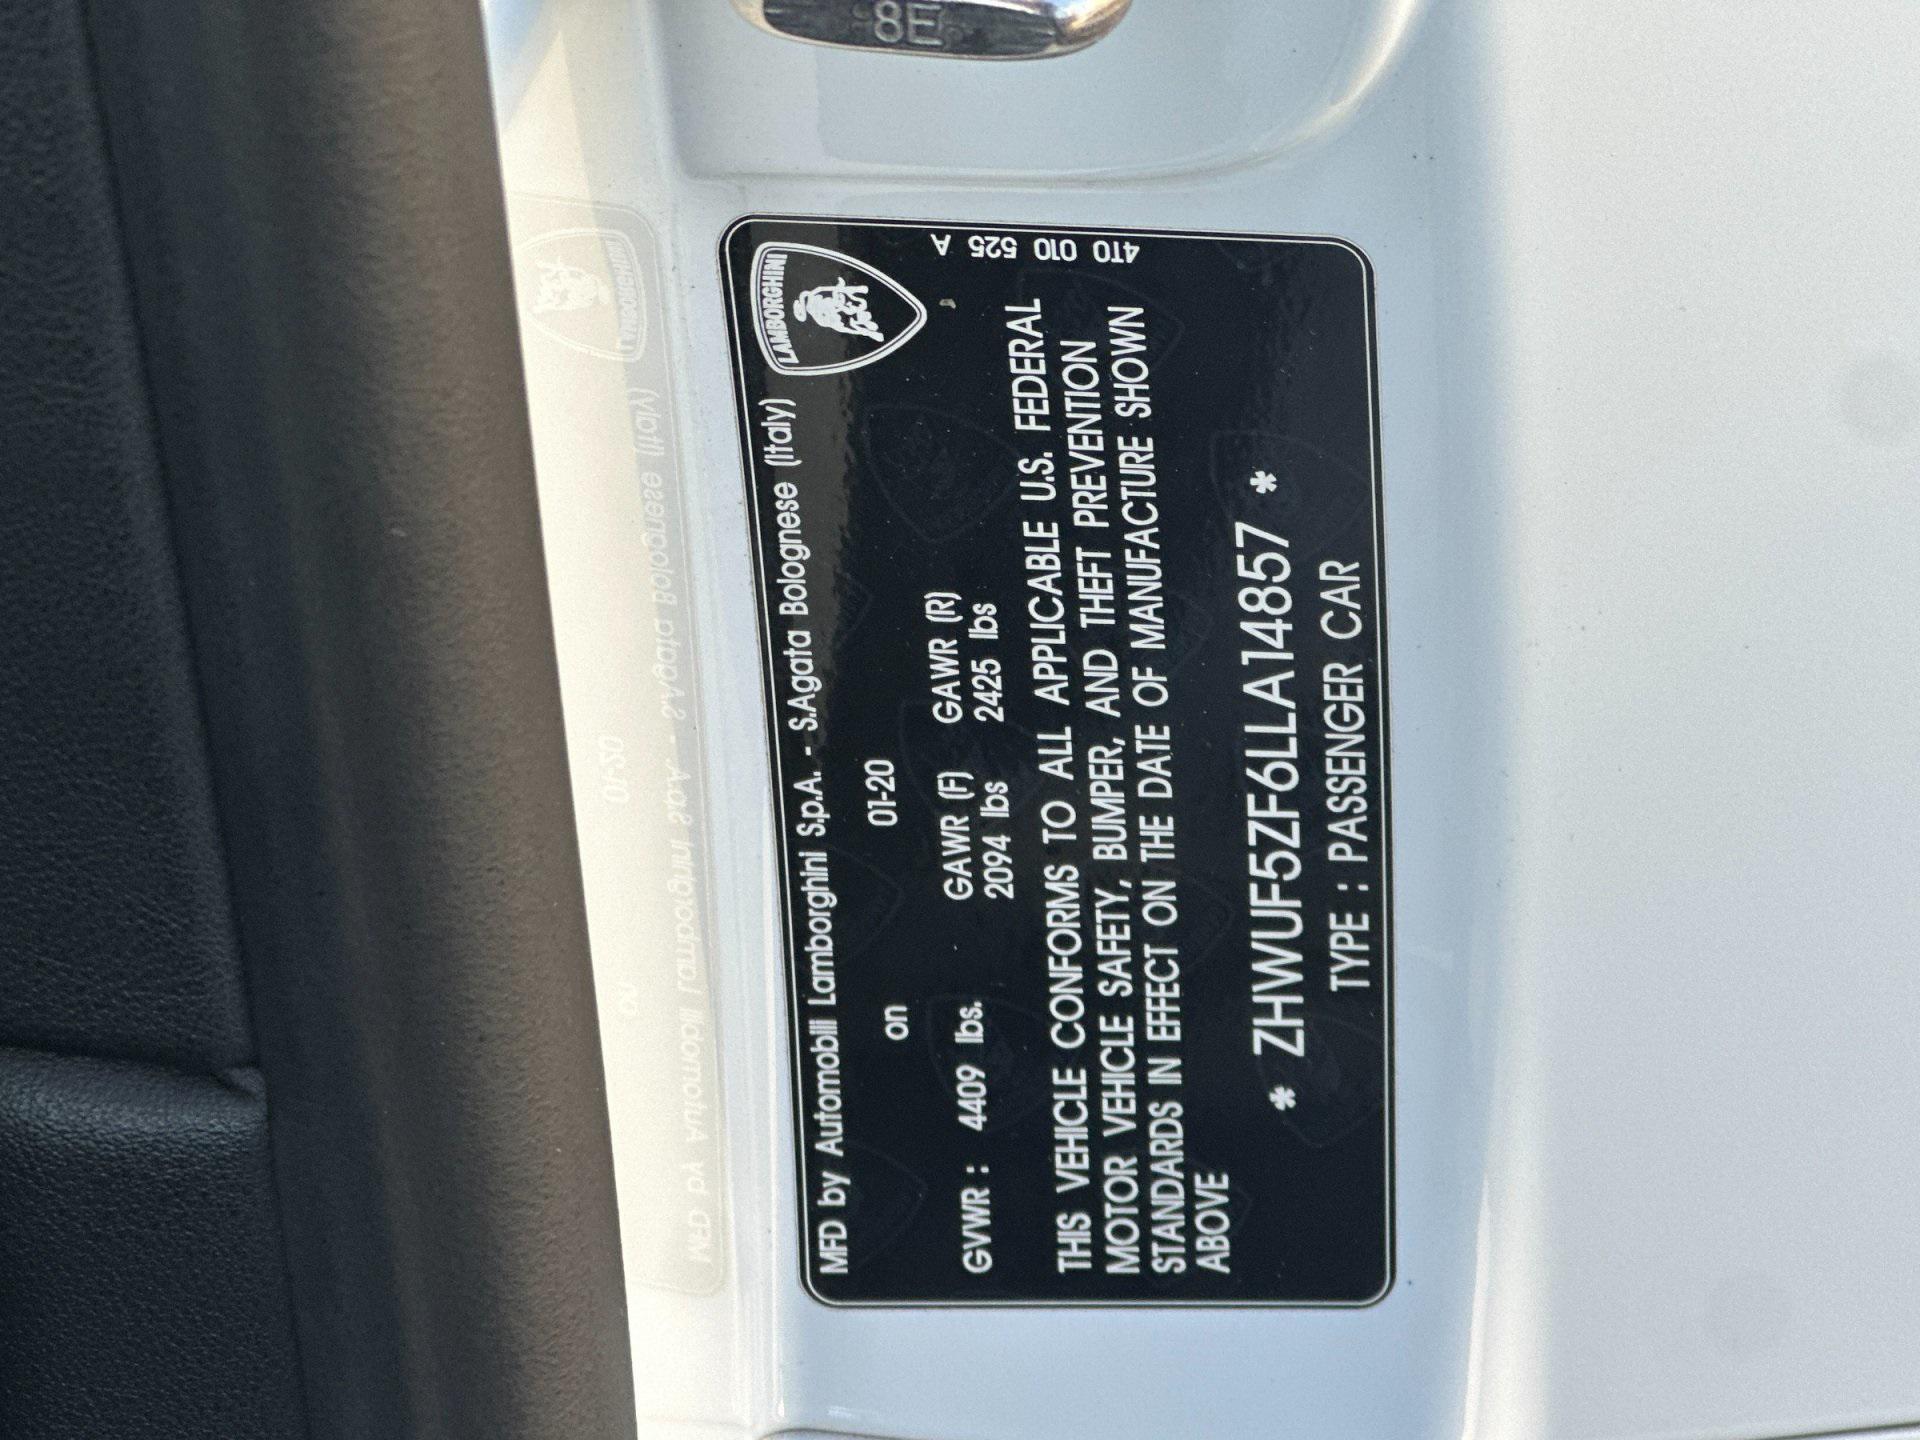 8E
LAMBORGHINI
4T0 010 525 A
MFD by Automobili Lamborghini S.p.A. - S.Agata Bolognese (Italy)
on 01-20
GVWR : 4409 lbs. GAWR (F) GAWR (R)
2094 lbs 2425 lbs
THIS VEHICLE CONFORMS TO ALL APPLICABLE U.S. FEDERAL
MOTOR VEHICLE SAFETY, BUMPER, AND THEFT PREVENTION
STANDARDS IN EFFECT ON THE DATE OF MANUFACTURE SHOWN
ABOVE
* ZHWUF5ZF6LLA14857 *
TYPE : PASSENGER CAR